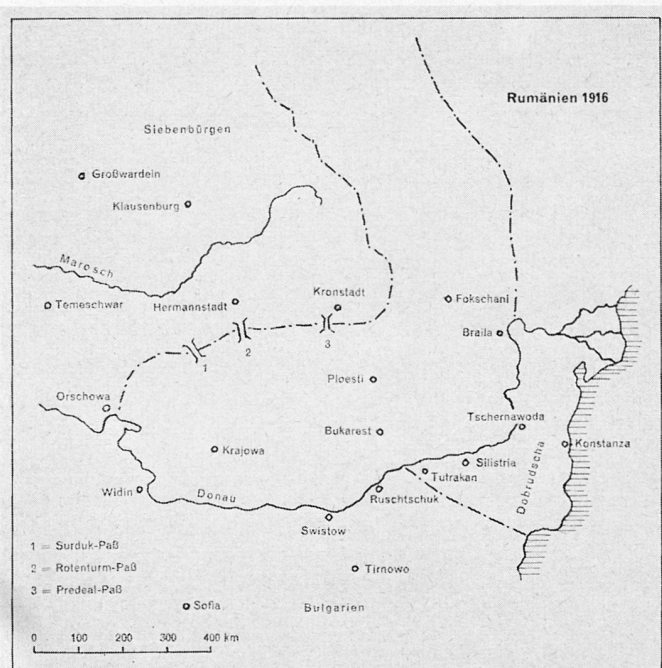 Rumänien 1916
Siebenbürgen
Großwardein
Klausenburg
Marosch
Temeschwar
Hermannstadt
Kronstadt
Fokschani
Braila
1
2
3
Ploesti
Orschowa
Tschernawoda
Bukarest
Konstanza
Krajowa
Silistria
Tutrakan
Dobrudscha
Widin
Donau
Ruschtschuk
Swistow
1 = Surduk-Paß
2 = Rotenturm-Paß
3 = Predeal-Paß
Tirnowo
Sofia
Bulgarien
0 100 200 300 400 km